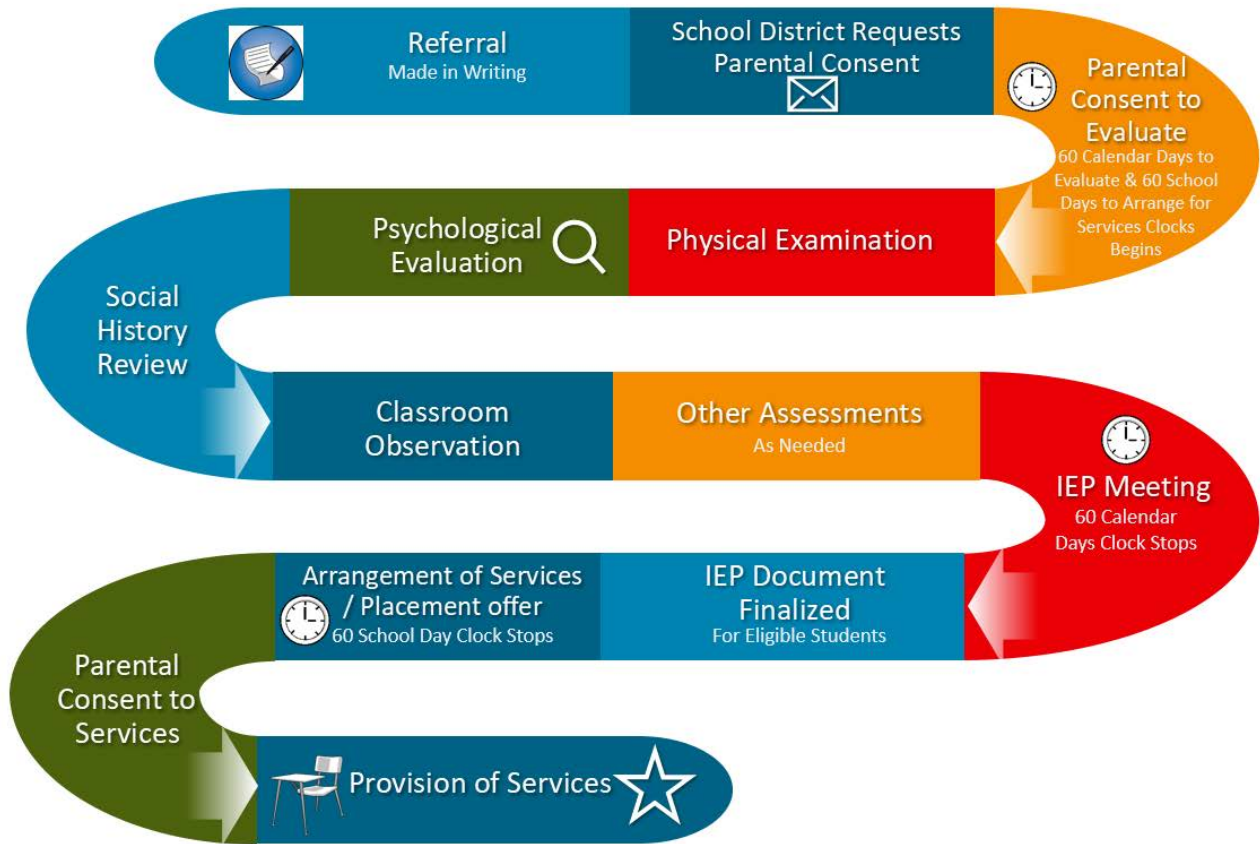 Referral
Made in Writing
School District Requests
Parental Consent
Parental
Consent to
Evaluate
60 Calendar Days to
Evaluate & 60 School
Days to Arrange for
Services Clocks
Begins
Physical Examination
Psychological
Evaluation
Social
History
Review
Classroom
Observation
Other Assessments
As Needed
IEP Meeting
60 Calendar
Days Clock Stops
IEP Document
Finalized
For Eligible Students
Arrangement of Services
/ Placement offer
60 School Day Clock Stops
Parental
Consent to
Services
Provision of Services